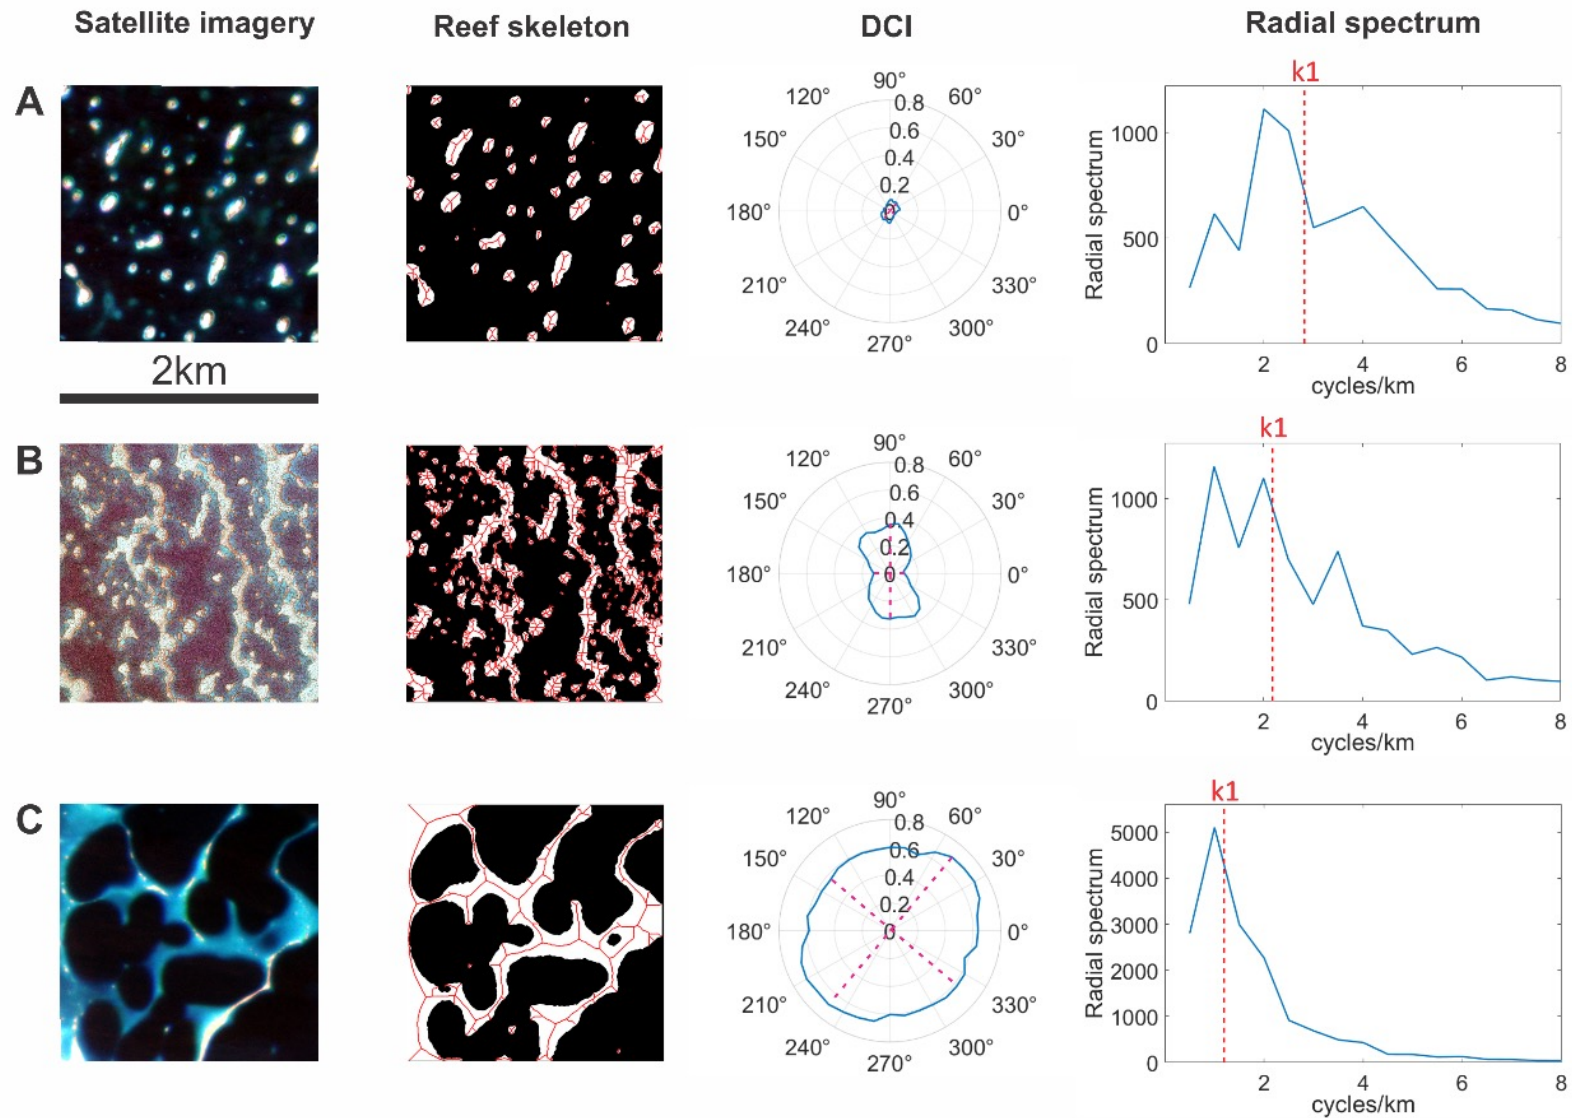 Satellite imagery Reef skeleton DCI Radial spectrum
A
2km
90°
120° 60°
150° 30°
180° 0°
210° 330°
240° 300°
270°
0.8
0.6
0.4
0.2
0
k1
Radial spectrum
1000
500
0
2 4 6 8
cycles/km
B
90°
120° 60°
150° 30°
180° 0°
210° 330°
240° 300°
270°
0.8
0.6
0.4
0.2
0
k1
Radial spectrum
1000
500
0
2 4 6 8
cycles/km
C
90°
120° 60°
150° 30°
180° 0°
210° 330°
240° 300°
270°
0.8
0.6
0.4
0.2
0
k1
Radial spectrum
5000
4000
3000
2000
1000
0
2 4 6 8
cycles/km